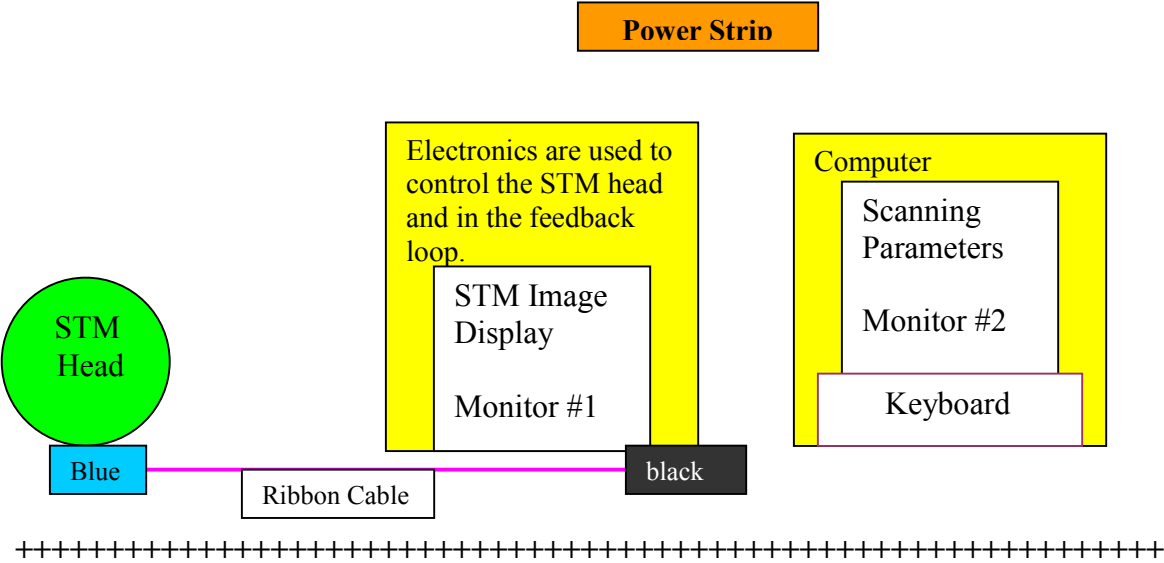 Power Strip
Electronics are used to
control the STM head
and in the feedback
loop.
STM Image
Display
Monitor #1
Computer
Scanning
Parameters
Monitor #2
Keyboard
STM
Head
Blue
Ribbon Cable
black
+++++++++++++++++++++++++++++++++++++++++++++++++++++++++++++++